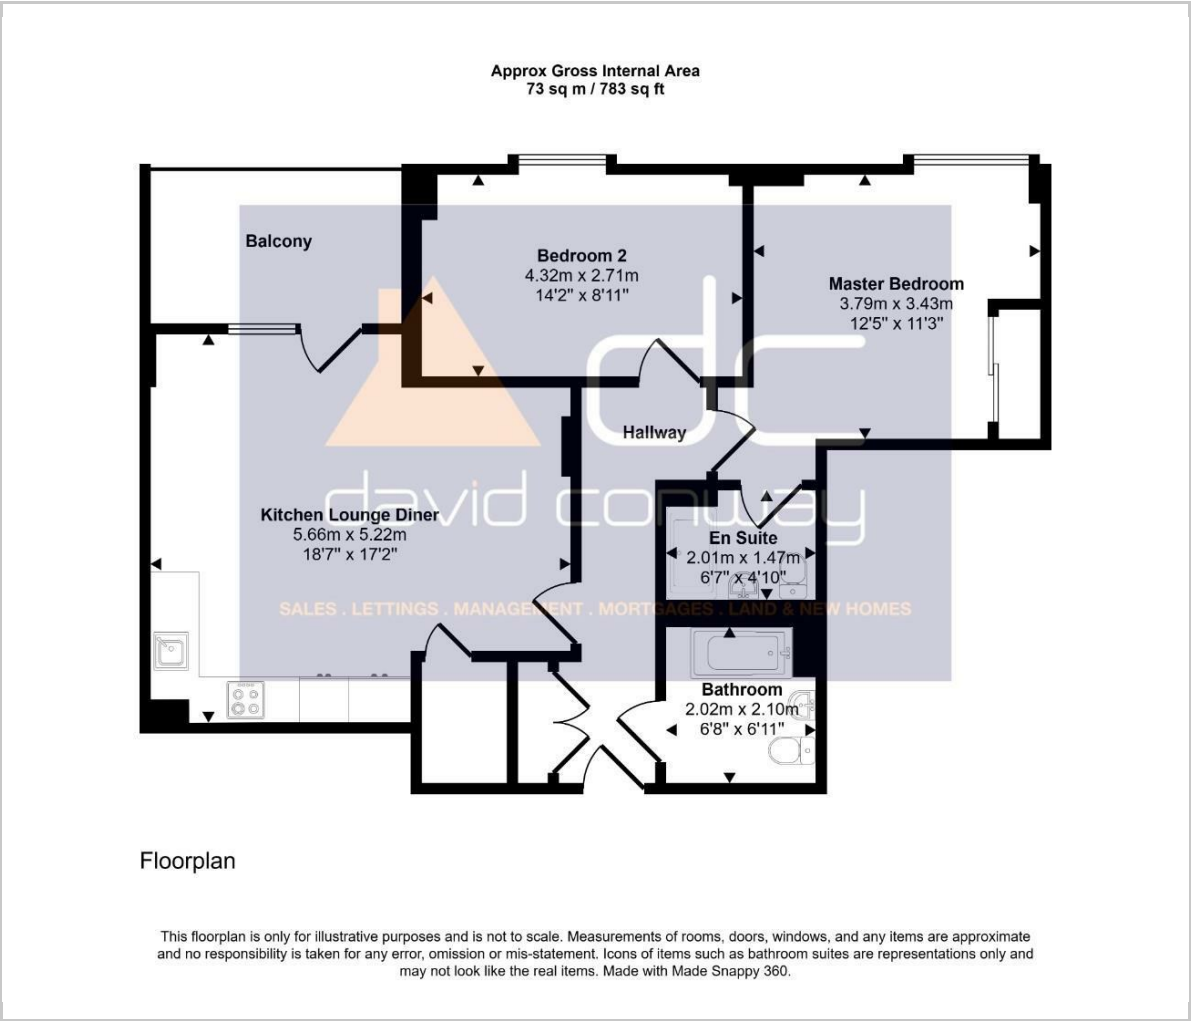 Approx Gross Internal Area
73 sq m / 783 sq ft
Balcony
Bedroom 2
4.32m x 2.71m
14'2" x 8'11"
Master Bedroom
3.79m x 3.43m
12'5" x 11'3"
dc
Hallway
david conway
Kitchen Lounge Diner
5.66m x 5.22m
18'7" x 17'2"
En Suite
2.01m x 1.47m
6'7" x 4'10"
SALES . LETTINGS . MANAGEMENT . MORTGAGES . LAND & NEW HOMES
Bathroom
2.02m x 2.10m
6'8" x 6'11"
Floorplan
This floorplan is only for illustrative purposes and is not to scale. Measurements of rooms, doors, windows, and any items are approximate
and no responsibility is taken for any error, omission or mis-statement. Icons of items such as bathroom suites are representations only and
may not look like the real items. Made with Made Snappy 360.